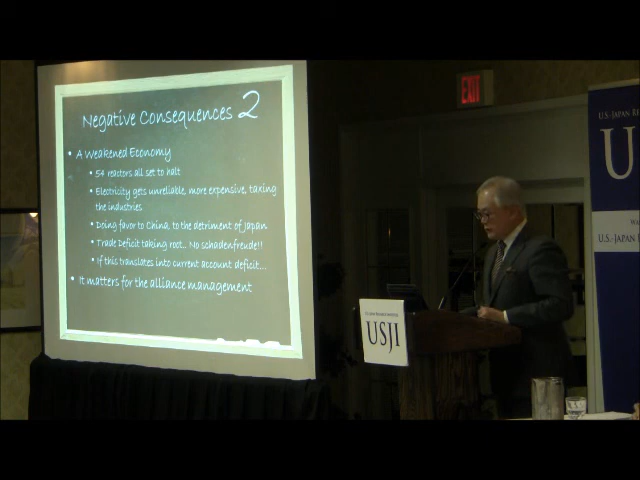 Negative Consequences 2
• A Weakened Economy
• 54 reactors all set to halt
• Electricity gets unreliable, more expensive, taxing
the industries
• Doing favor to China, to the detriment of Japan
• Trade Deficit taking root.. No schadenfreude!!
• If this translates into current account deficit....
• It matters for the alliance management
EXIT
U.S.-JAPAN RE
U
WA
U.S.-JAPAN
USJI